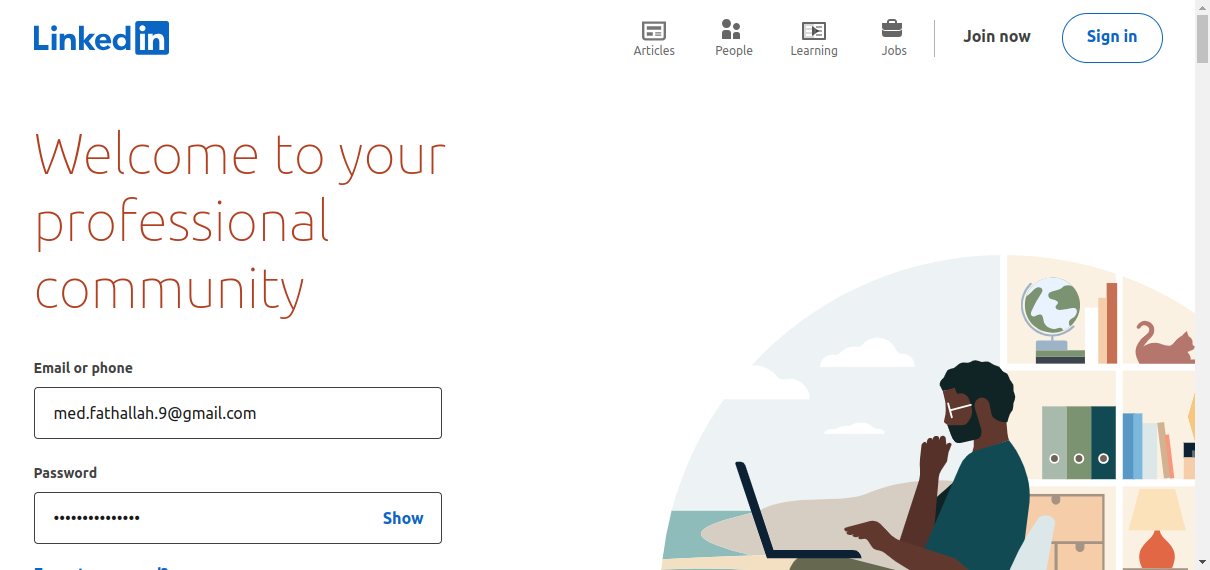 Linked in
Articles
People
Learning
Jobs
Join now
Sign in
Welcome to your
professional
community
Email or phone
med.fathallah.9@gmail.com
Password
•••••••••••••••
Show